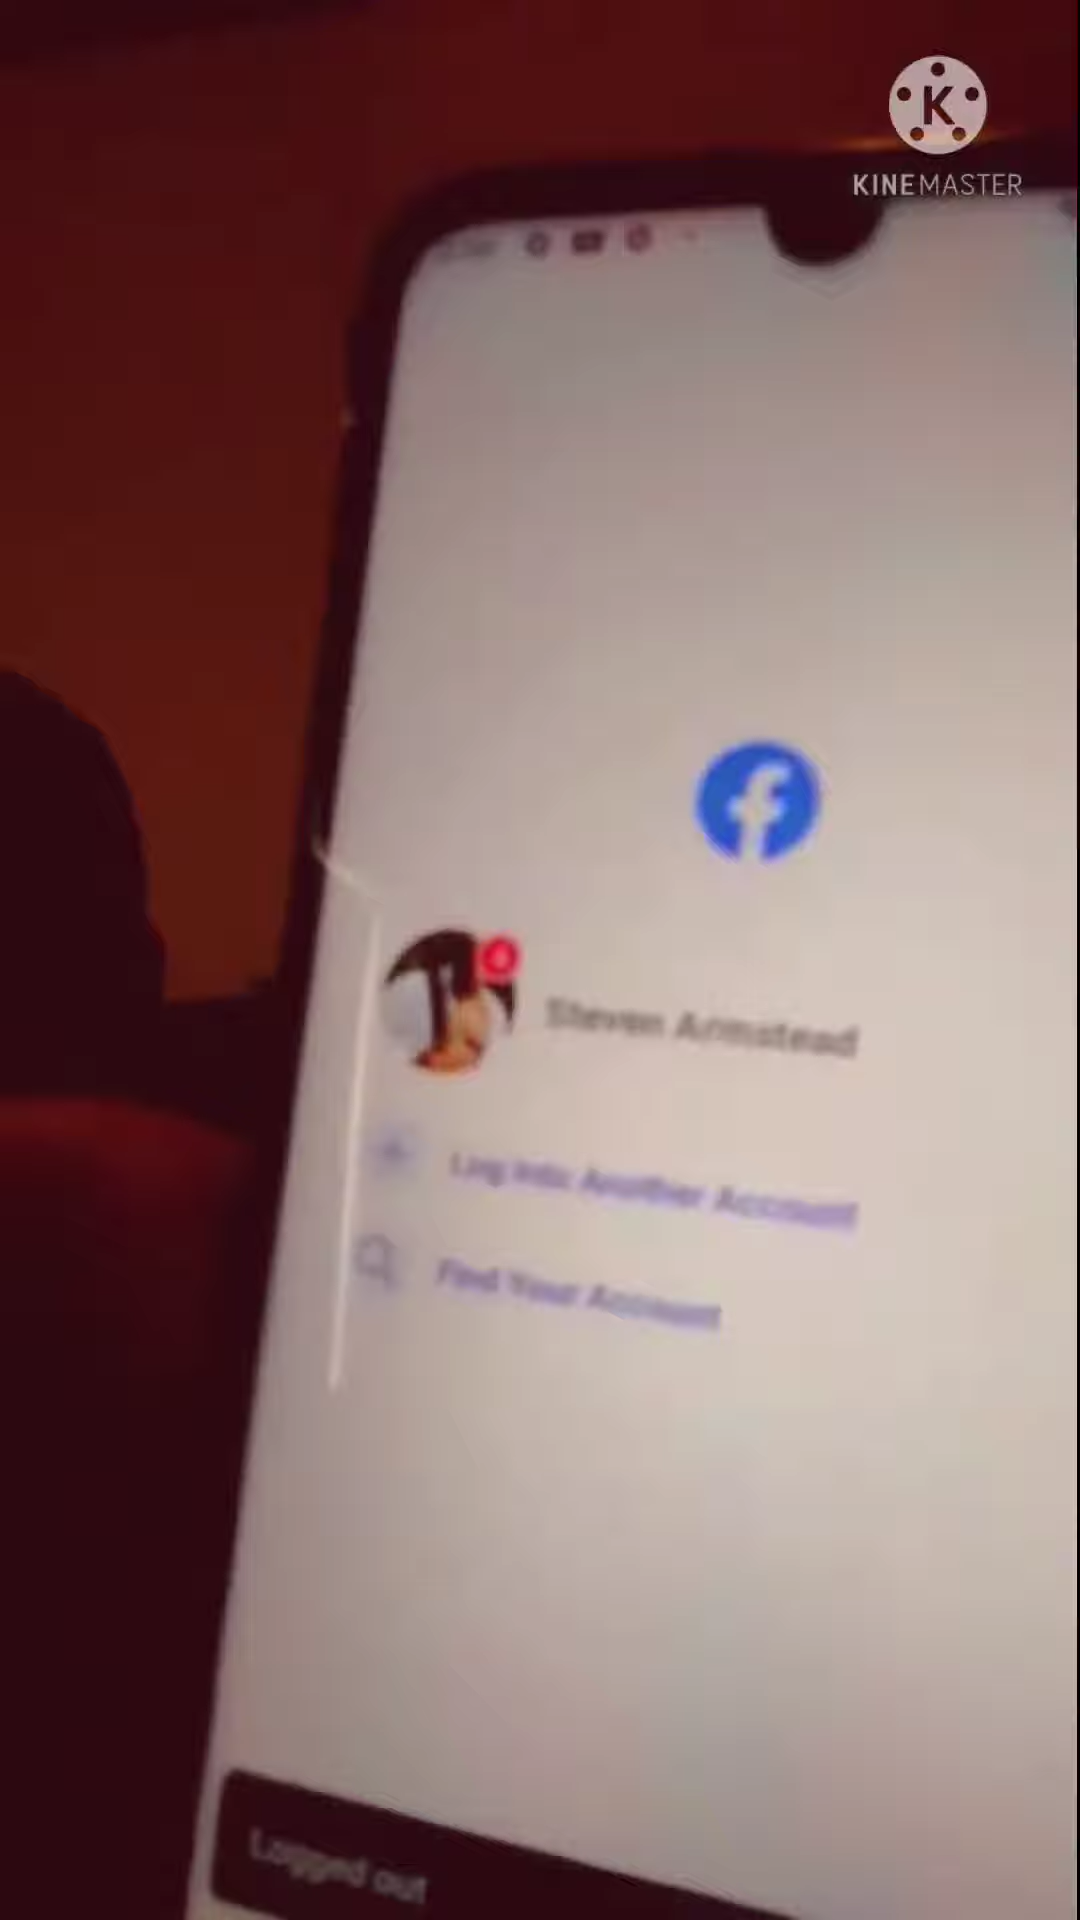 K
KINEMASTER
Steven Armstead
Log Into Another Account
Find Your Account
Logged out